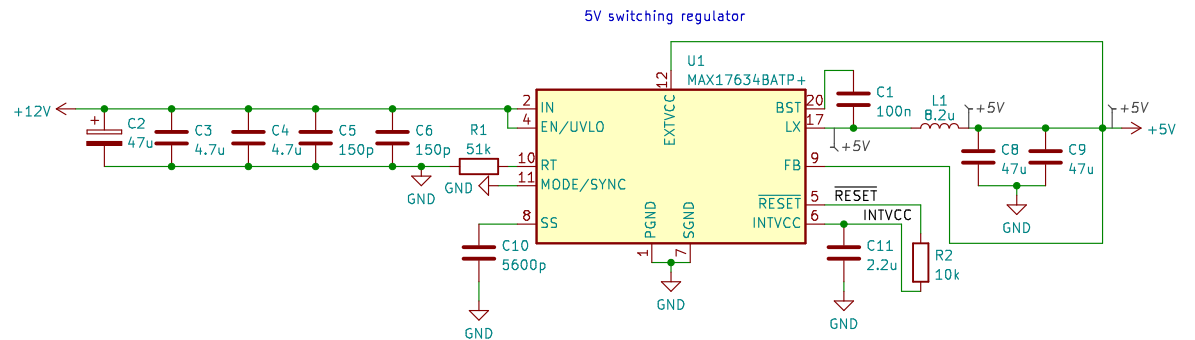 5V switching regulator
U1
MAX17634BATP+
+12V
C2
47u
C3
4.7u
C4
4.7u
C5
150p
C6
150p
GND
R1
51k
GND
2
IN
4
EN/UVLO
10
RT
11
MODE/SYNC
8
SS
12
EXTVCC
1
PGND
7
SGND
GND
20
BST
17
LX
9
FB
5
RESET
6
INTVCC
C10
5600p
GND
C1
100n
+5V
L1
8.2u
+5V
+5V
+5V
C8
47u
C9
47u
GND
RESET
INTVCC
C11
2.2u
GND
R2
10k